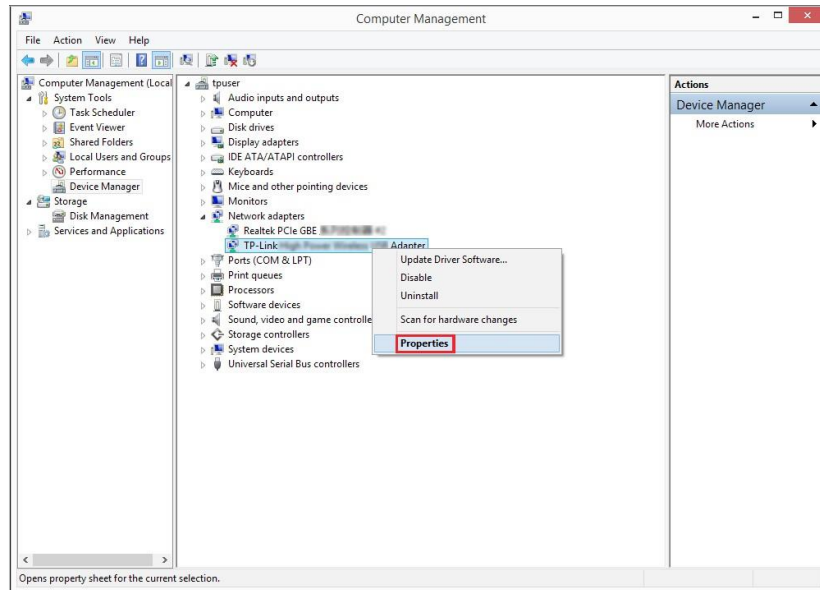 Computer Management
File Action View Help
Computer Management (Local
System Tools
Task Scheduler
Event Viewer
Shared Folders
Local Users and Groups
Performance
Device Manager
Storage
Disk Management
Services and Applications
tpuser
Audio inputs and outputs
Computer
Disk drives
Display adapters
IDE ATA/ATAPI controllers
Keyboards
Mice and other pointing devices
Monitors
Network adapters
Realtek PCIe GBE
TP-Link Adapter
Ports (COM & LPT)
Print queues
Processors
Software devices
Sound, video and game controlle
Storage controllers
System devices
Universal Serial Bus controllers
Update Driver Software...
Disable
Uninstall
Scan for hardware changes
Properties
Actions
Device Manager
More Actions
Opens property sheet for the current selection.